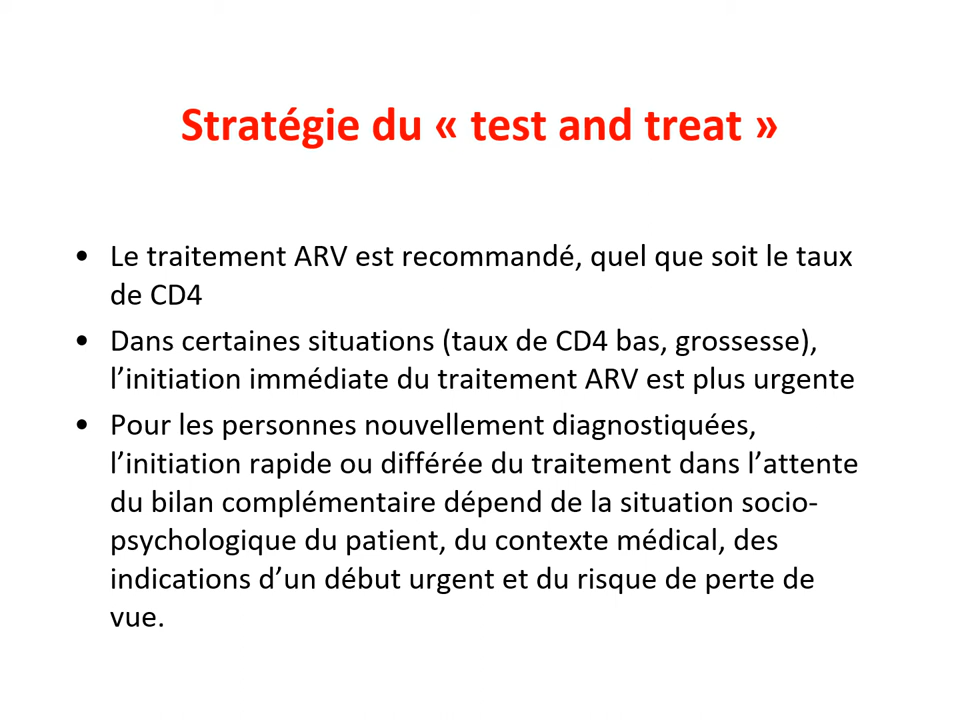 Stratégie du « test and treat »
• Le traitement ARV est recommandé, quel que soit le taux
de CD4
• Dans certaines situations (taux de CD4 bas, grossesse),
l’initiation immédiate du traitement ARV est plus urgente
• Pour les personnes nouvellement diagnostiquées,
l’initiation rapide ou différée du traitement dans l’attente
du bilan complémentaire dépend de la situation socio-
psychologique du patient, du contexte médical, des
indications d’un début urgent et du risque de perte de
vue.